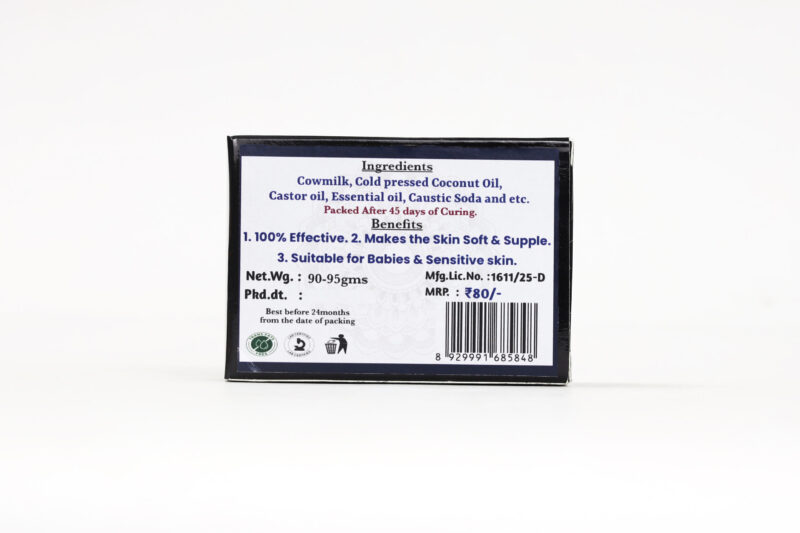 Ingredients
Cowmilk, Cold pressed Coconut Oil,
Castor oil, Essential oil, Caustic Soda and etc.
Packed After 45 days of Curing.
Benefits
1. 100% Effective. 2. Makes the Skin Soft & Supple.
3. Suitable for Babies & Sensitive skin.
Net.Wg. : 90-95gms
Mfg.Lic.No. :1611/25-D
Pkd.dt. :
MRP. : ₹80/-
Best before 24months
from the date of packing
8 929991 685848